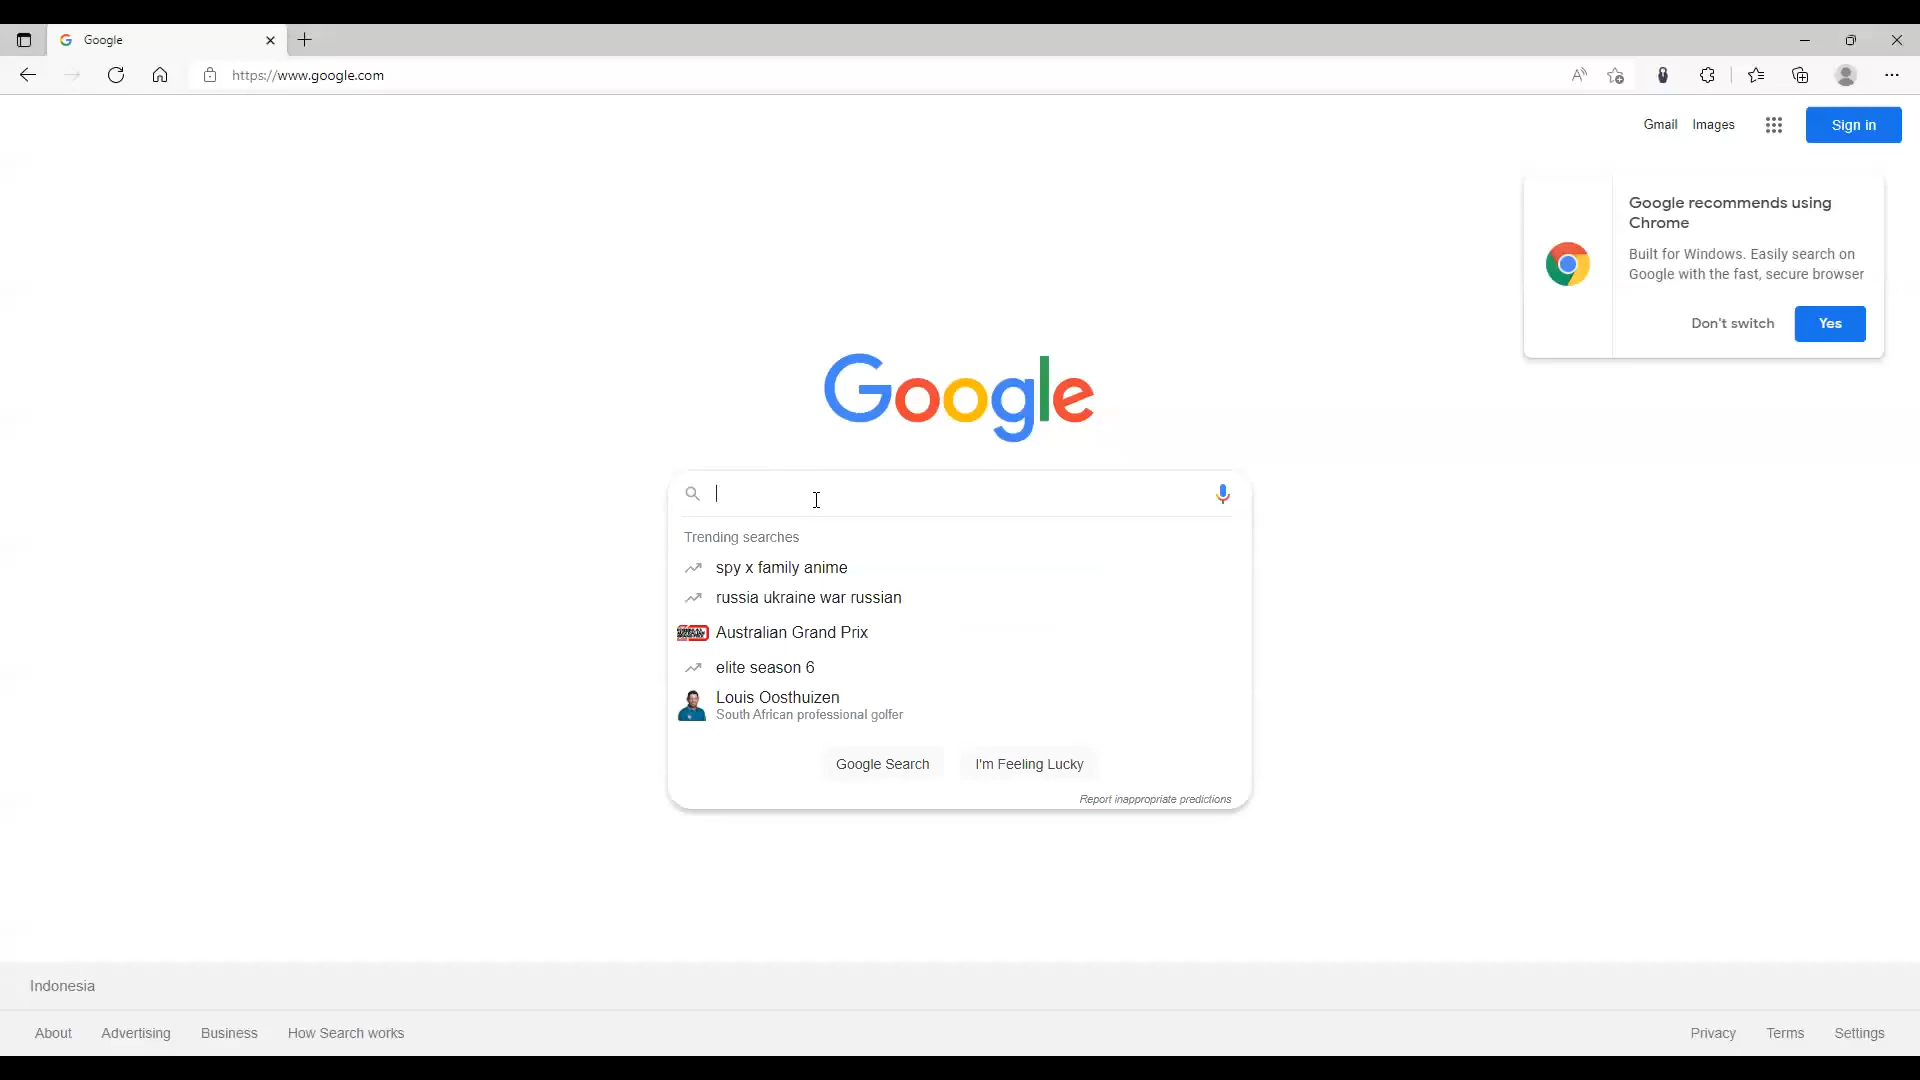 Google
https://www.google.com
Gmail Images Sign in
Google recommends using
Chrome
Built for Windows. Easily search on
Google with the fast, secure browser
Don't switch Yes
Google
Trending searches
spy x family anime
russia ukraine war russian
Australian Grand Prix
elite season 6
Louis Oosthuizen
South African professional golfer
Google Search I'm Feeling Lucky
Report inappropriate predictions
Indonesia
About Advertising Business How Search works Privacy Terms Settings